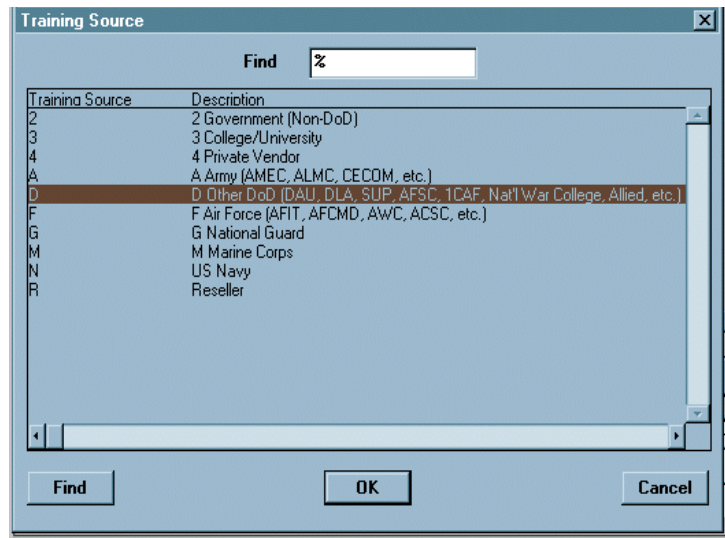 Training Source
Find %
Training Source Description
2 2 Government (Non-DoD)
3 3 College/University
4 4 Private Vendor
A A Army (AMEC, ALMC, CECOM, etc.)
D D Other DoD (DAU, DLA, SUP, AFSC, 1CAF, Nat'l War College, Allied, etc.)
F F Air Force (AFIT, AFCMD, AWC, ACSC, etc.)
G G National Guard
M M Marine Corps
N US Navy
R Reseller
Find OK Cancel